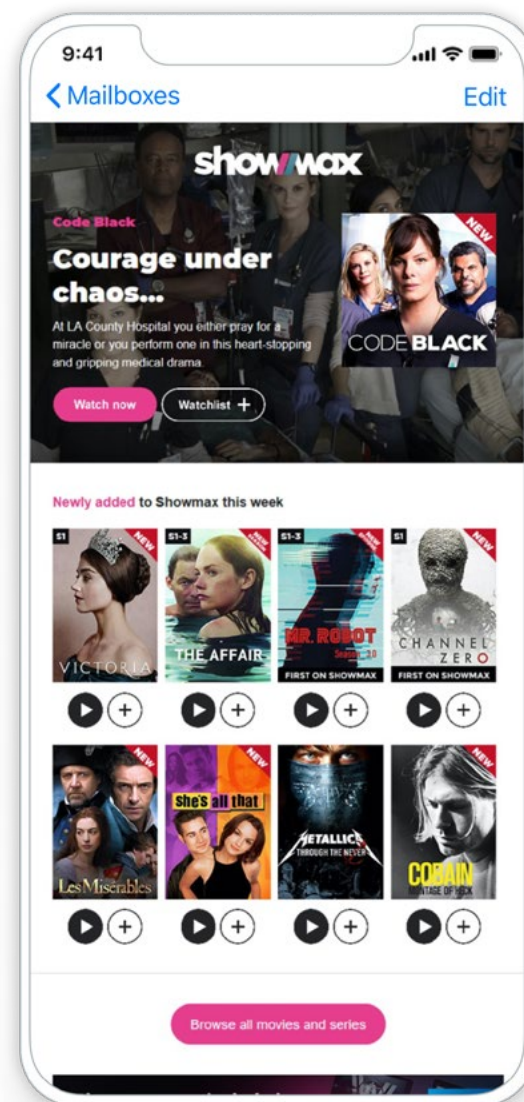 9:41
Mailboxes
Edit
showmax
Code Black
Courage under
chaos...
At LA County Hospital you either pray for a
miracle or you perform one in this heart-stopping
and gripping medical drama.
Watch now
Watchlist +
NEW
CODE BLACK
Newly added to Showmax this week
S1
NEW
VICTORIA
S1-3
NEW SEASON
THE AFFAIR
S1-3
NEW
MR. ROBOT
FIRST ON SHOWMAX
S1
NEW
CHANNEL
ZERO
FIRST ON SHOWMAX
NEW
Les Misérables
NEW
she's all that
METALLICA
THROUGH THE NEVER
NEW
COBAIN
MONTAGE OF HECK
Browse all movies and series